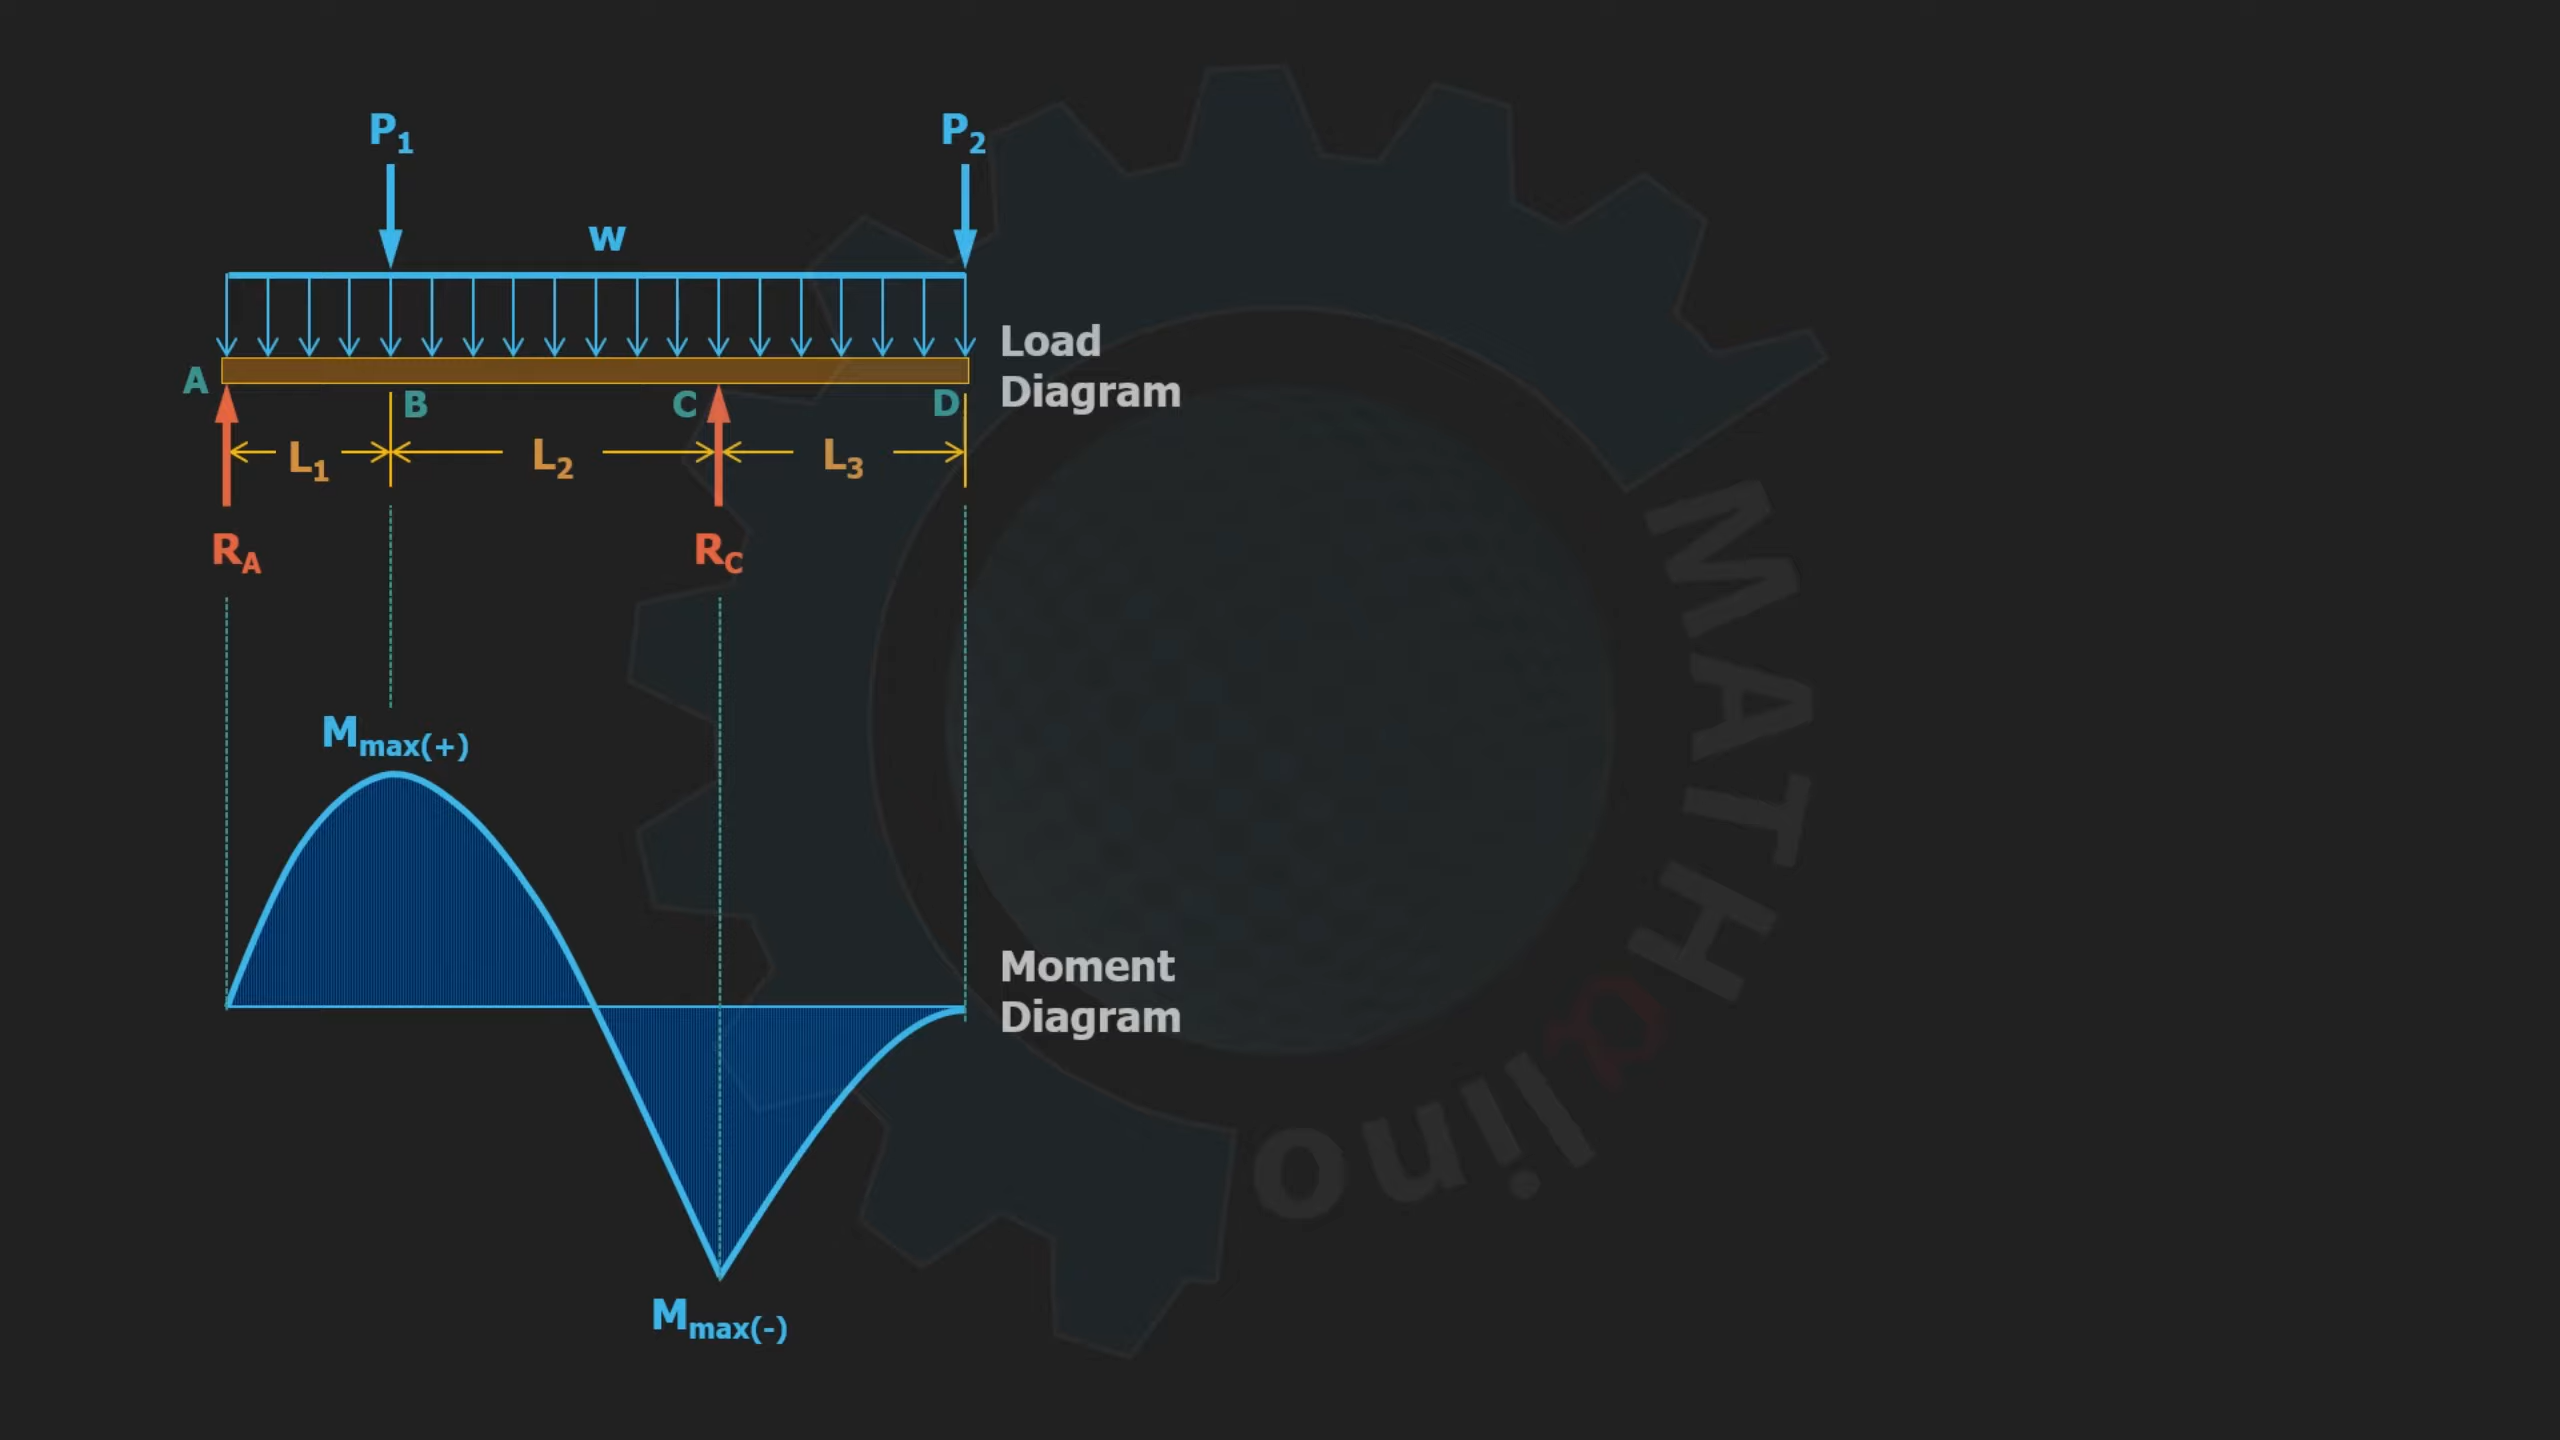 P1
P2
w
Load
Diagram
A
B
C
D
L1
L2
L3
RA
RC
Mmax(+)
Moment
Diagram
Mmax(-)
MATHalino